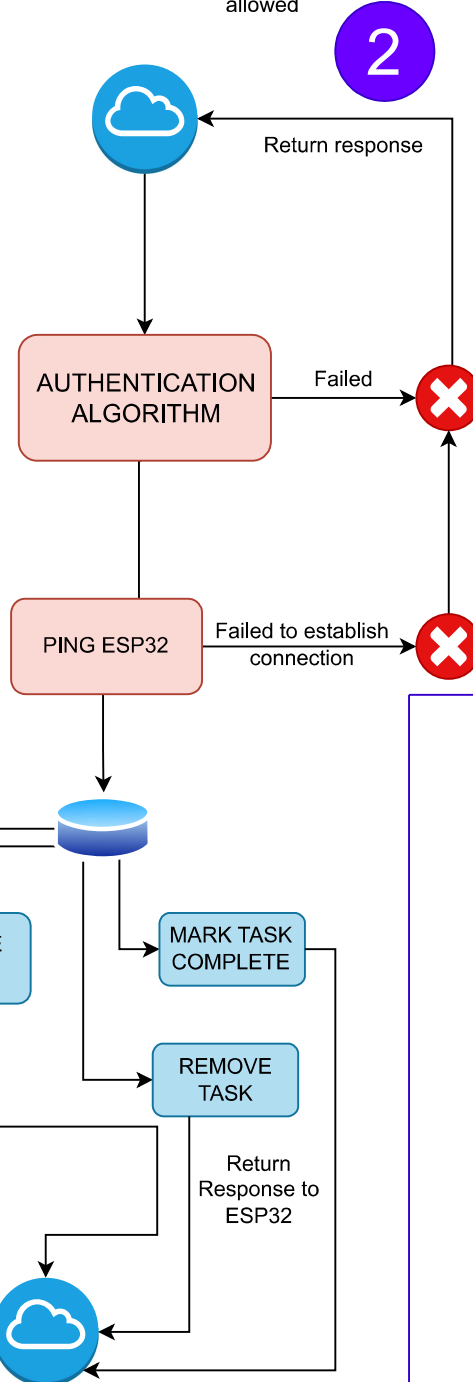 allowed
2
Return response
AUTHENTICATION
ALGORITHM
Failed
PING ESP32
Failed to establish
connection
E
MARK TASK
COMPLETE
REMOVE
TASK
Return
Response to
ESP32